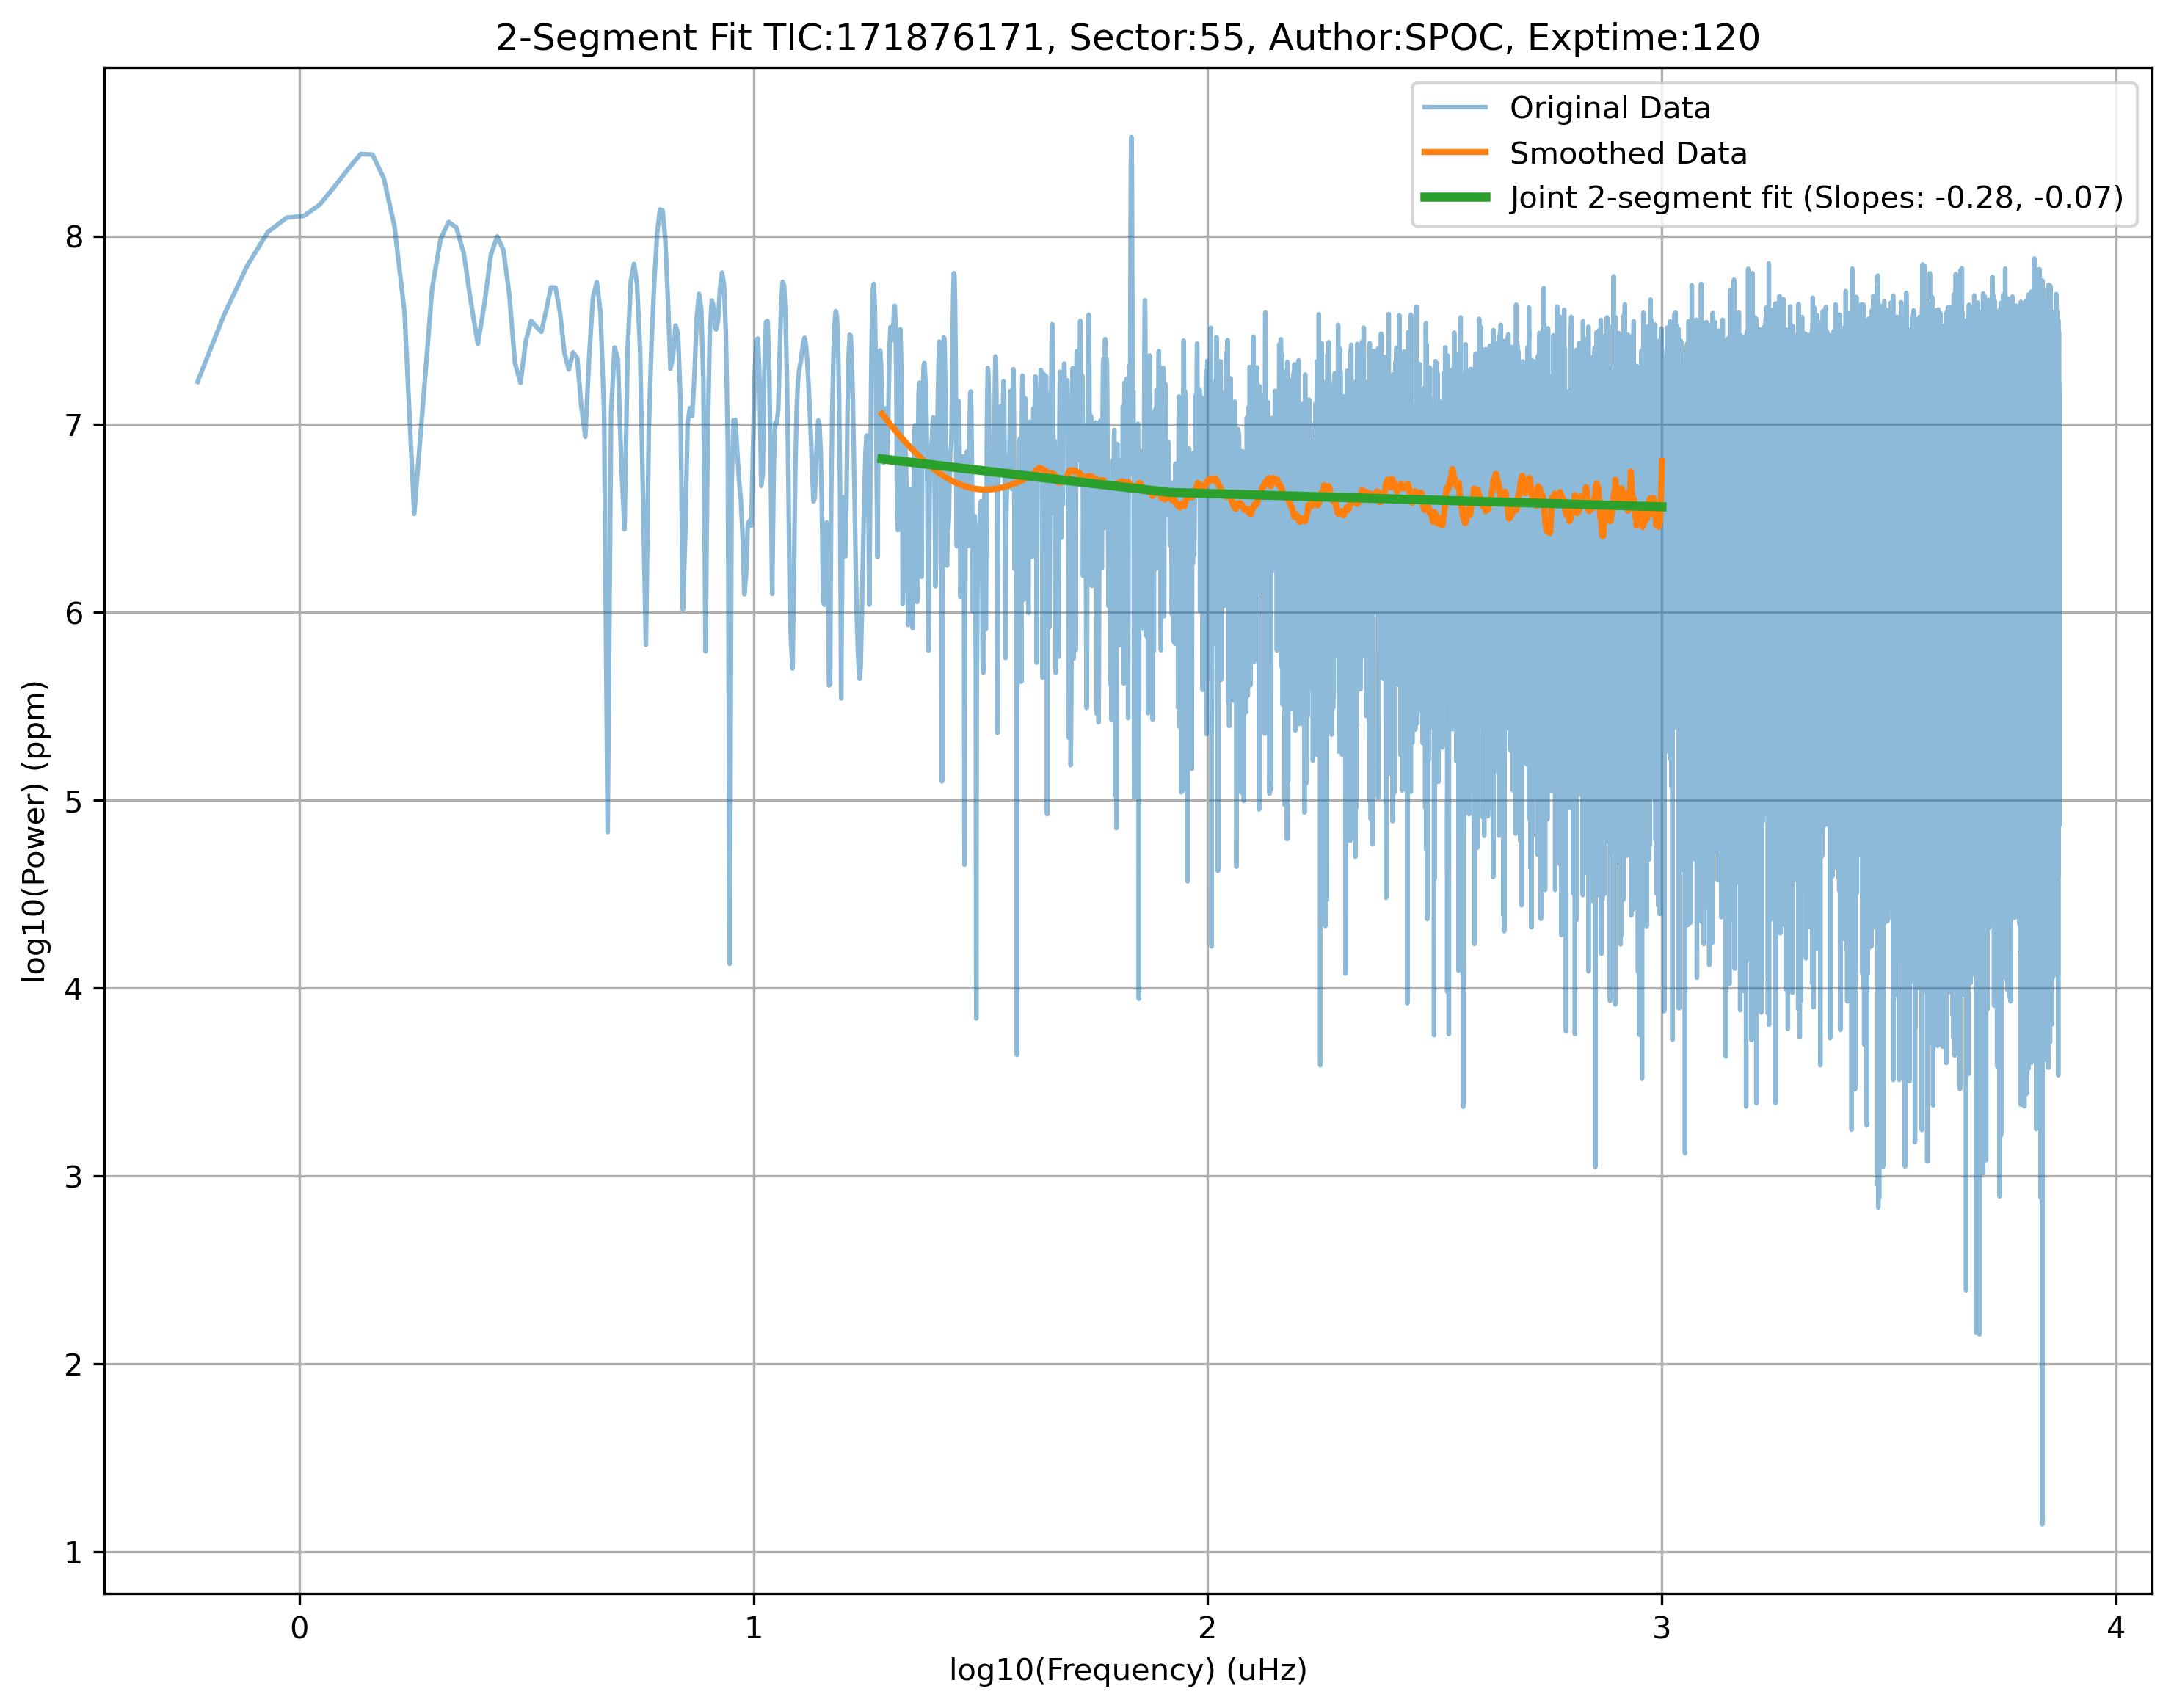 2-Segment Fit TIC:171876171, Sector:55, Author:SPOC, Exptime:120
Original Data
Smoothed Data
Joint 2-segment fit (Slopes: -0.28, -0.07)
log10(Power) (ppm)
8
7
6
5
4
3
2
1
0 1 2 3 4
log10(Frequency) (uHz)